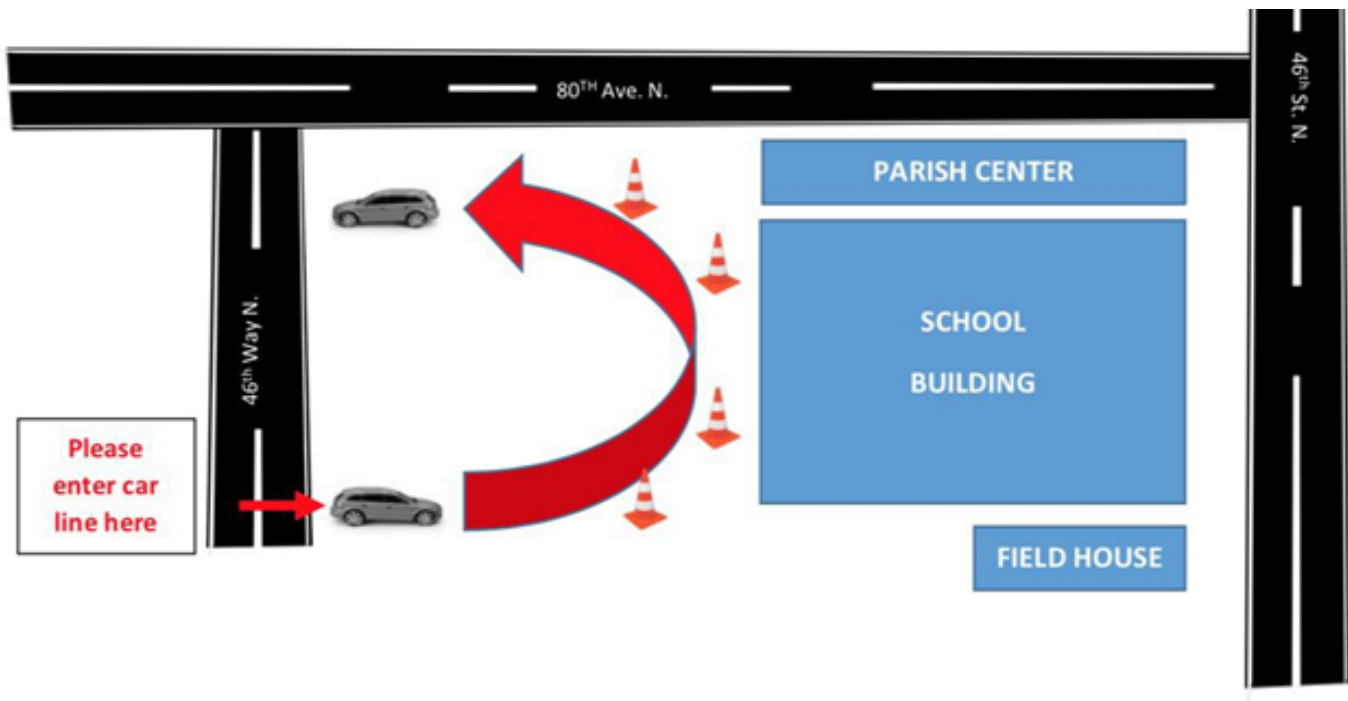 80TH Ave. N.
46th St. N.
PARISH CENTER
SCHOOL
BUILDING
46th Way N.
Please
enter car
line here
FIELD HOUSE